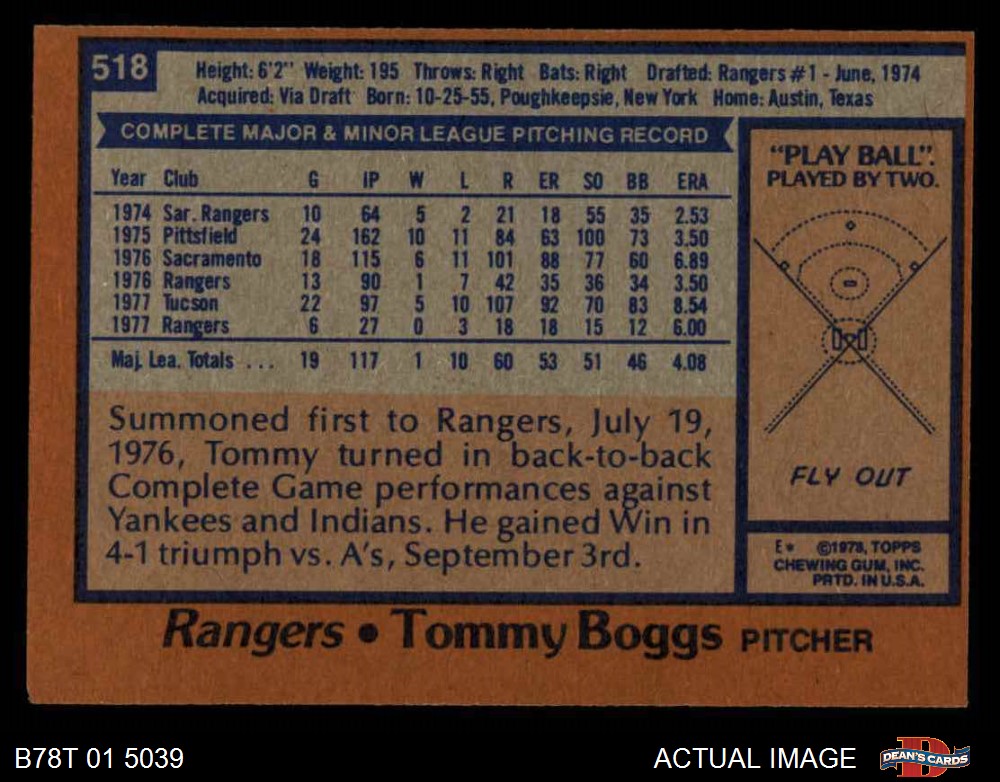 518
Height: 6'2" Weight: 195 Throws: Right Bats: Right Drafted: Rangers #1 - June, 1974
Acquired: Via Draft Born: 10-25-55, Poughkeepsie, New York Home: Austin, Texas
COMPLETE MAJOR & MINOR LEAGUE PITCHING RECORD
Year Club G IP W L R ER SO BB ERA
1974 Sar. Rangers 10 64 5 2 21 18 55 35 2.53
1975 Pittsfield 24 162 10 11 84 63 100 73 3.50
1976 Sacramento 18 115 6 11 101 88 77 60 6.89
1976 Rangers 13 90 1 7 42 35 36 34 3.50
1977 Tucson 22 97 5 10 107 92 70 83 8.54
1977 Rangers 6 27 0 3 18 18 15 12 6.00
Maj. Lea. Totals ... 19 117 1 10 60 53 51 46 4.08
Summoned first to Rangers, July 19,
1976, Tommy turned in back-to-back
Complete Game performances against
Yankees and Indians. He gained Win in
4-1 triumph vs. A's, September 3rd.
"PLAY BALL".
PLAYED BY TWO.
FLY OUT
E* ©1978, TOPPS
CHEWING GUM, INC.
PRTD. IN U.S.A.
Rangers • Tommy Boggs PITCHER
B78T 01 5039
ACTUAL IMAGE
DEAN'S CARDS